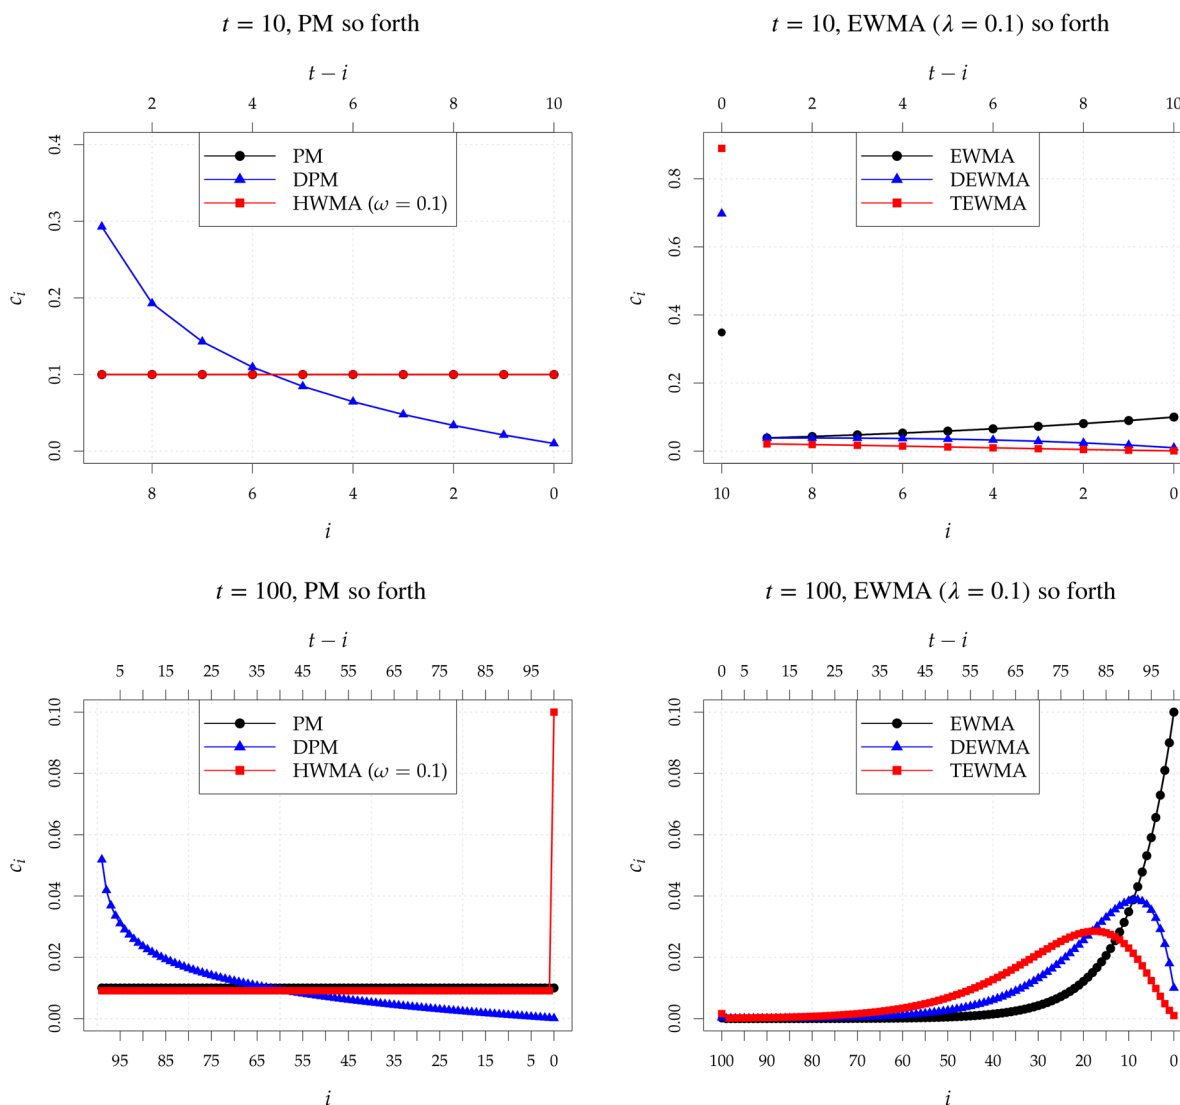 t = 10, PM so forth
t − i
2 4 6 8 10
0.4
0.3
0.2
0.1
0.0
c_i
PM
DPM
HWMA (ω = 0.1)
8 6 4 2 0
i
t = 10, EWMA (λ = 0.1) so forth
t − i
0 2 4 6 8 10
0.8
0.6
0.4
0.2
0.0
c_i
EWMA
DEWMA
TEWMA
10 8 6 4 2 0
i
t = 100, PM so forth
t − i
5 15 25 35 45 55 65 75 85 95
0.10
0.08
0.06
0.04
0.02
0.00
c_i
PM
DPM
HWMA (ω = 0.1)
95 85 75 65 55 45 35 25 15 5 0
i
t = 100, EWMA (λ = 0.1) so forth
t − i
0 5 15 25 35 45 55 65 75 85 95
0.10
0.08
0.06
0.04
0.02
0.00
c_i
EWMA
DEWMA
TEWMA
100 90 80 70 60 50 40 30 20 10 0
i